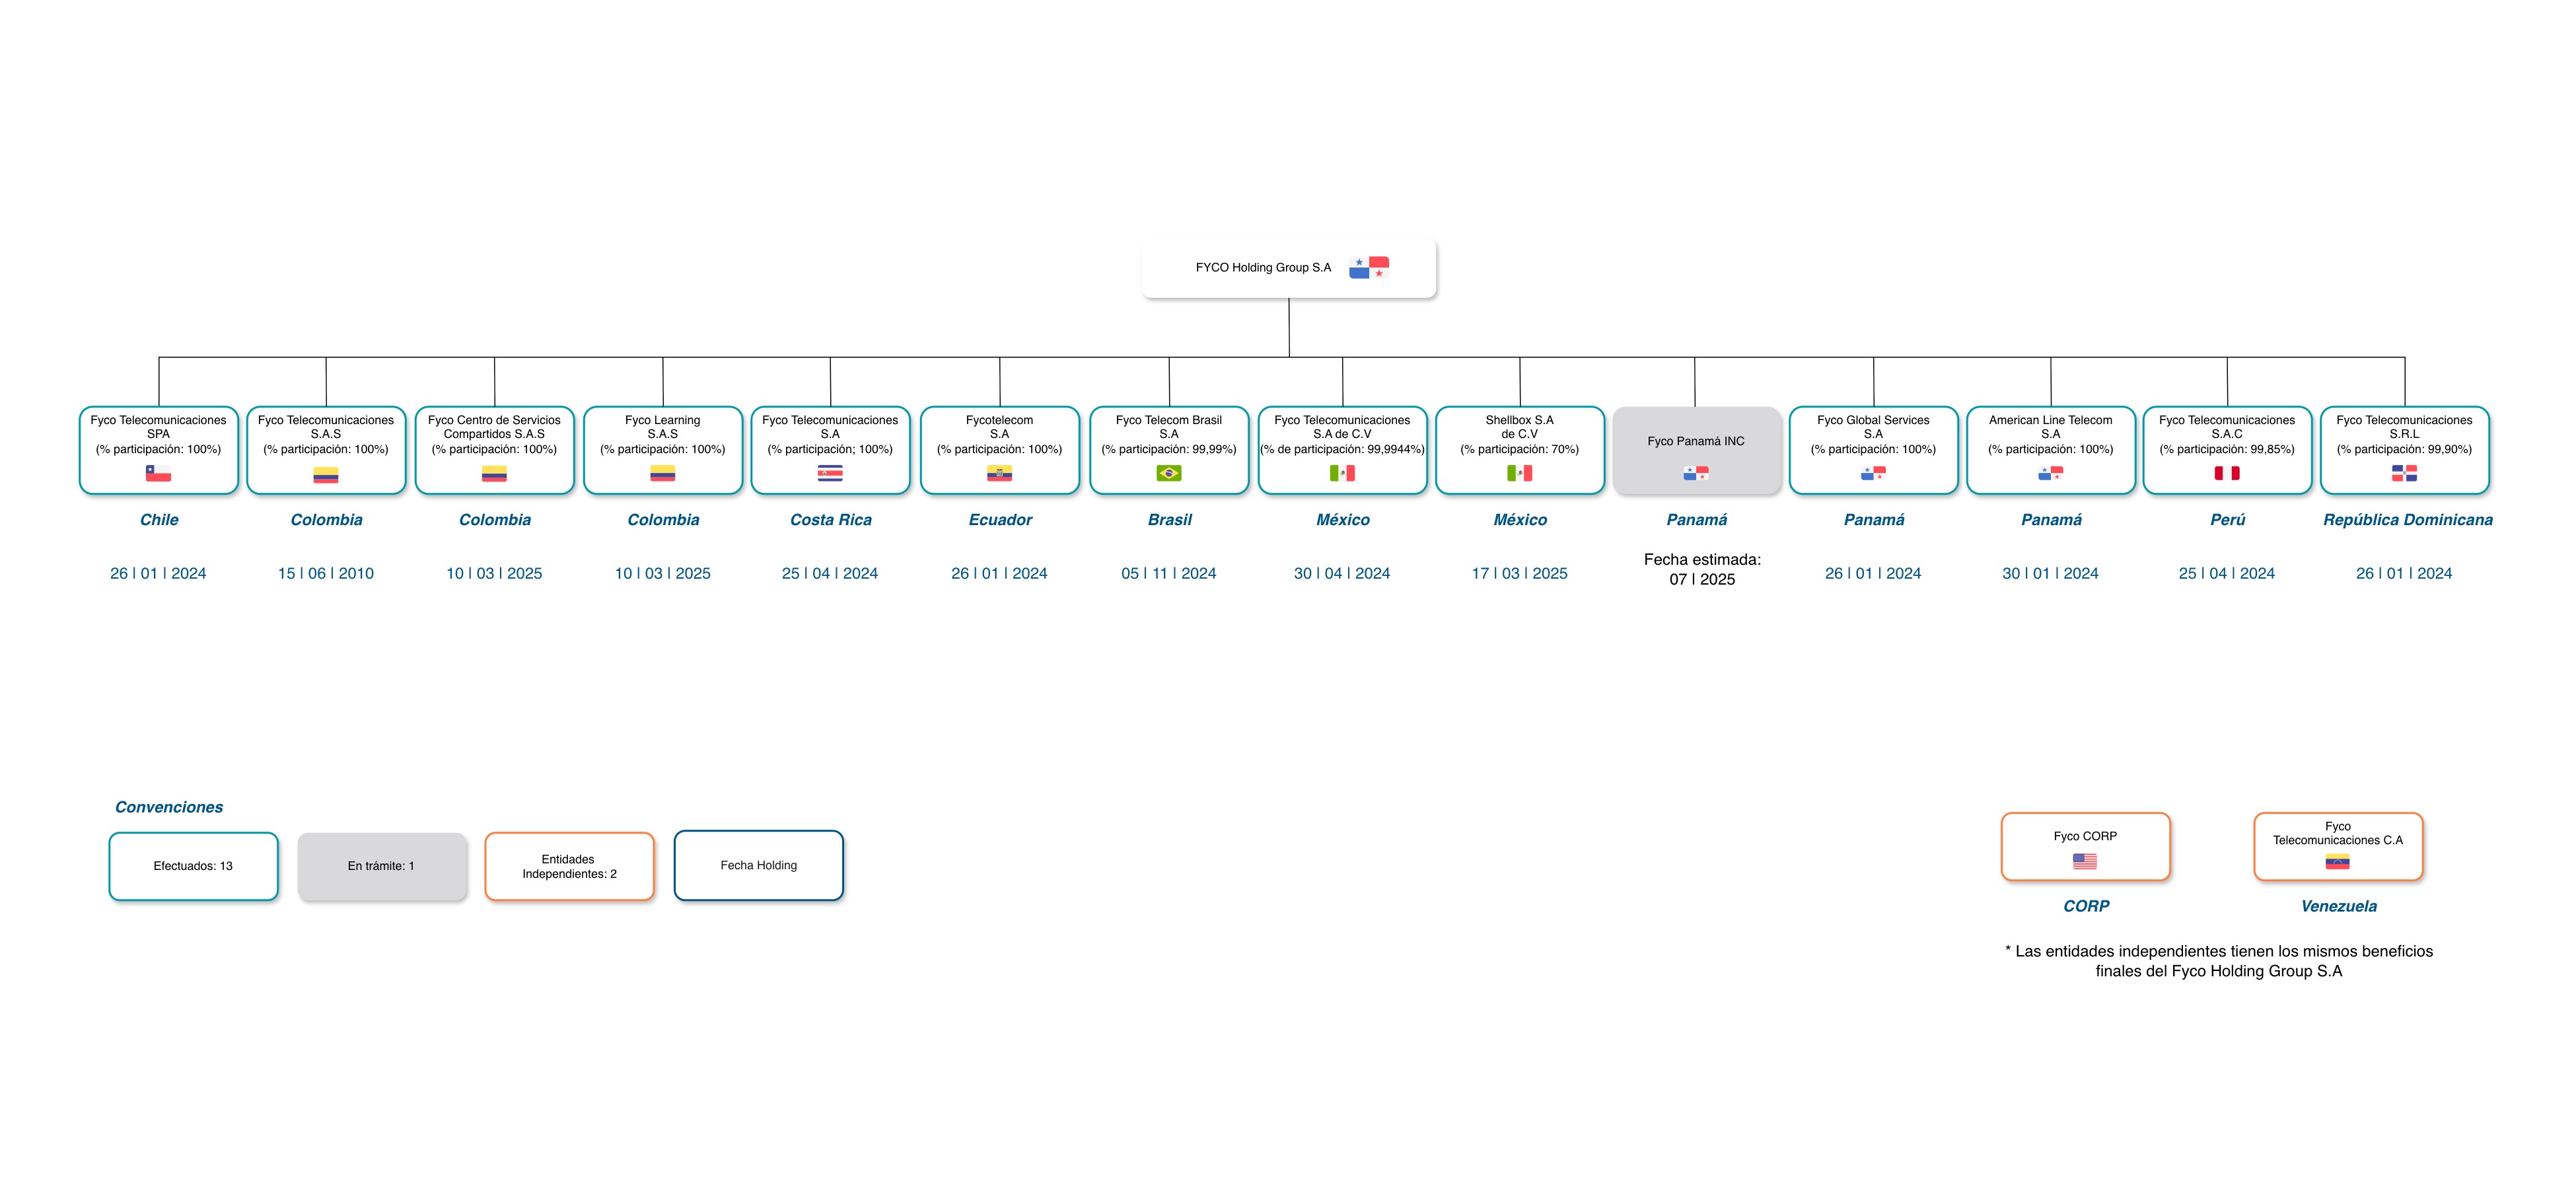 FYCO Holding Group S.A
Fyco Telecomunicaciones
SPA
(% participación: 100%)
Chile
26 | 01 | 2024
Fyco Telecomunicaciones
S.A.S
(% participación: 100%)
Colombia
15 | 06 | 2010
Fyco Centro de Servicios
Compartidos S.A.S
(% participación: 100%)
Colombia
10 | 03 | 2025
Fyco Learning
S.A.S
(% participación: 100%)
Colombia
10 | 03 | 2025
Fyco Telecomunicaciones
S.A
(% participación; 100%)
Costa Rica
25 | 04 | 2024
Fycotelecom
S.A
(% participación: 100%)
Ecuador
26 | 01 | 2024
Fyco Telecom Brasil
S.A
(% participación: 99,99%)
Brasil
05 | 11 | 2024
Fyco Telecomunicaciones
S.A de C.V
(% de participación: 99,9944%)
México
30 | 04 | 2024
Shellbox S.A
de C.V
(% participación: 70%)
México
17 | 03 | 2025
Fyco Panamá INC
Panamá
Fecha estimada:
07 | 2025
Fyco Global Services
S.A
(% participación: 100%)
Panamá
26 | 01 | 2024
American Line Telecom
S.A
(% participación: 100%)
Panamá
30 | 01 | 2024
Fyco Telecomunicaciones
S.A.C
(% participación: 99,85%)
Perú
25 | 04 | 2024
Fyco Telecomunicaciones
S.R.L
(% participación: 99,90%)
República Dominicana
26 | 01 | 2024
Convenciones
Efectuados: 13
En trámite: 1
Entidades
Independientes: 2
Fecha Holding
Fyco CORP
CORP
Fyco
Telecomunicaciones C.A
Venezuela
* Las entidades independientes tienen los mismos beneficios
finales del Fyco Holding Group S.A